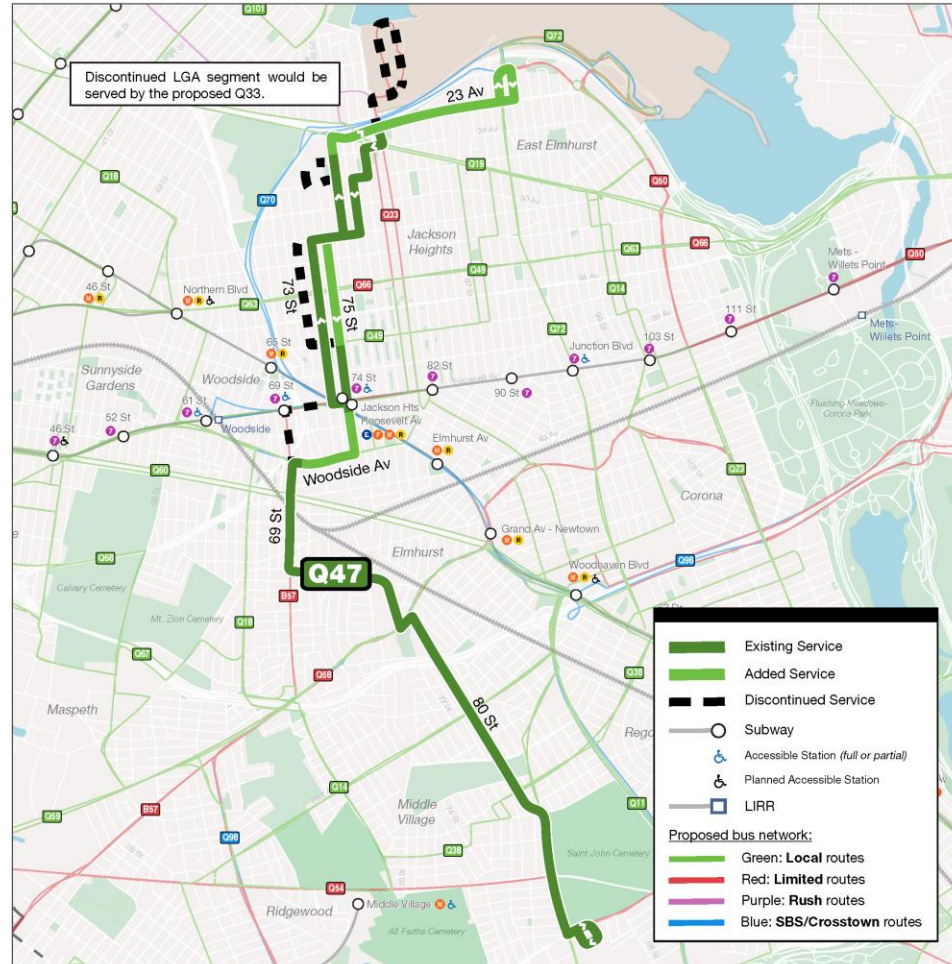 Q101
Discontinued LGA segment would be
served by the proposed Q33.
Q72
23 Av
East Elmhurst
Q18
Q19
Q70
Q50
Q33
Jackson
Heights
Q63
Q66
Mets -
Willets Point
Q50
46 St
Northern Blvd
Q49
Q14
Q63
Q66
73 St
75 St
111 St
Q72
Mets-
Willets Point
65 St
Q49
103 St
Junction Blvd
Sunnyside
Gardens
Woodside
74 St
82 St
69 St
61 St
90 St
52 St
Woodside
Jackson Hts
Roosevelt Av
Flushing Meadows-
Corona Park
46 St
Elmhurst Av
Woodside Av
Q60
Q23
Corona
69 St
Grand Av - Newtown
Elmhurst
Q68
Q47
Woodhaven Blvd
Q98
Calvary Cemetery
B57
Mt. Zion Cemetery
Q18
Q67
Q58
Q38
Maspeth
80 St
Rego
B57
Q14
Q59
Middle
Village
Q11
Q98
Q38
Saint John Cemetery
Q54
Middle Village
Ridgewood
All Faiths Cemetery
Existing Service
Added Service
Discontinued Service
Subway
Accessible Station (full or partial)
Planned Accessible Station
LIRR
Proposed bus network:
Green: Local routes
Red: Limited routes
Purple: Rush routes
Blue: SBS/Crosstown routes